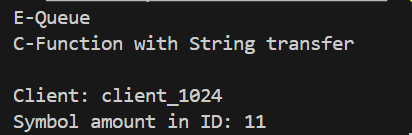 E-Queue
C-Function with String transfer
Client: client_1024
Symbol amount in ID: 11